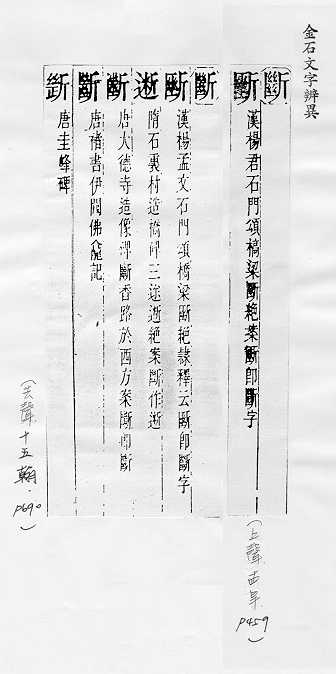 金石文字辨異
斷
斷 漢楊君石門頌橋梁斷絶案斷即斷字
(上聲 十四旱 p459)
斷
斷 漢楊孟文石門頌橋梁斷絶隸釋云斷即斷字
逝 隋石裏村造橋碑三途逝絶案斷作逝
斷 唐大德寺造像碑斷香路於西方案斷即斷
斷 唐褚書伊闕佛龕記
斷 唐圭峰碑
(去聲 十五翰. p690)